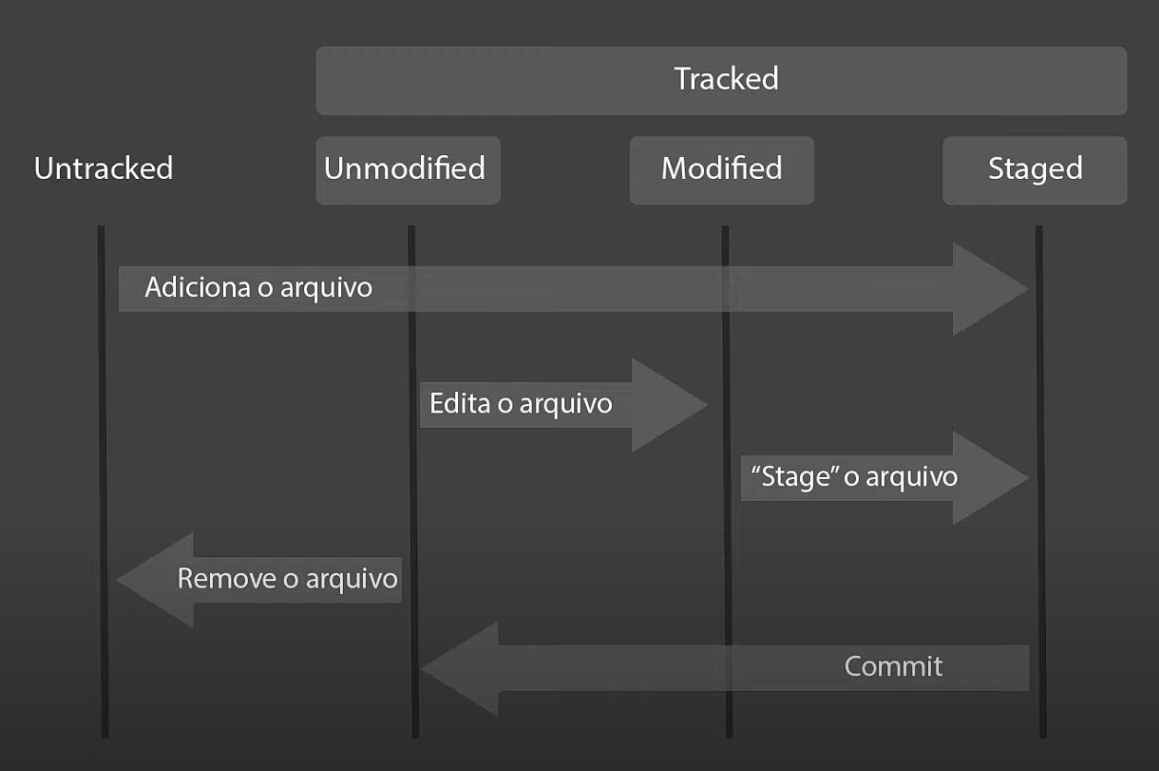 Tracked
Untracked
Unmodified
Modified
Staged
Adiciona o arquivo
Edita o arquivo
“Stage” o arquivo
Remove o arquivo
Commit